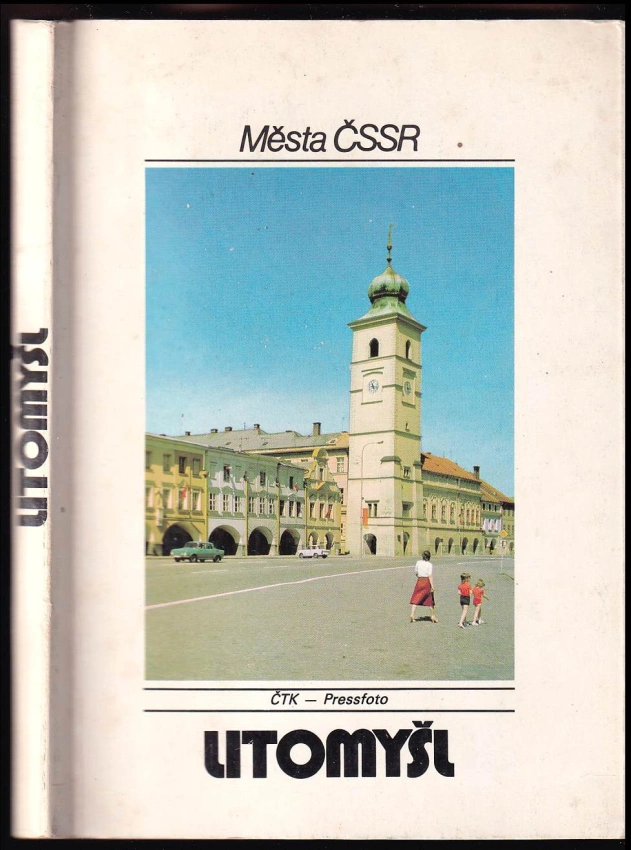 Města ČSSR
ČTK — Pressfoto
LITOMYŠL
LITOMYŠL